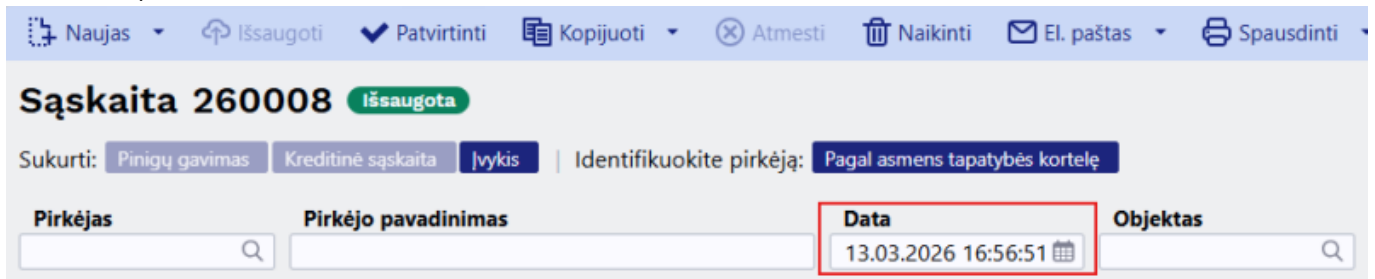 Naujas Išsaugoti Patvirtinti Kopijuoti Atmesti Naikinti El. paštas Spausdinti
Sąskaita 260008 Išsaugota
Sukurti: Pinigų gavimas Kreditinė sąskaita Įvykis | Identifikuokite pirkėją: Pagal asmens tapatybės kortelę
Pirkėjas Pirkėjo pavadinimas Data Objektas
13.03.2026 16:56:51